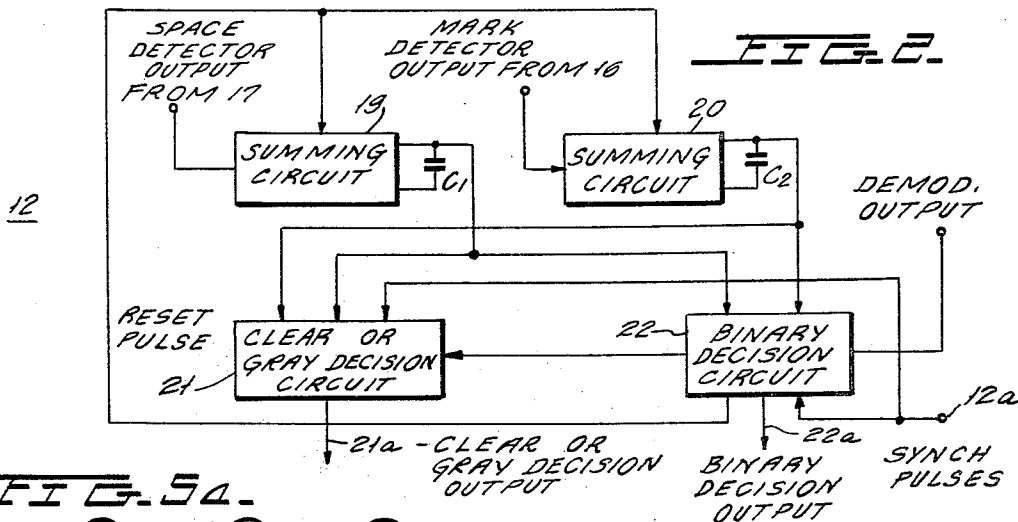 SPACE
DETECTOR
OUTPUT
FROM 17
MARK
DETECTOR
OUTPUT FROM 16
FIG. 2.
19
SUMMING
CIRCUIT
C1
20
SUMMING
CIRCUIT
C2
12
DEMOD.
OUTPUT
RESET
PULSE
CLEAR OR
GRAY DECISION
CIRCUIT
21
22
BINARY
DECISION
CIRCUIT
12a
SYNCH
PULSES
21a - CLEAR OR
GRAY DECISION
OUTPUT
22a
BINARY
DECISION
OUTPUT
FIG. 5a.